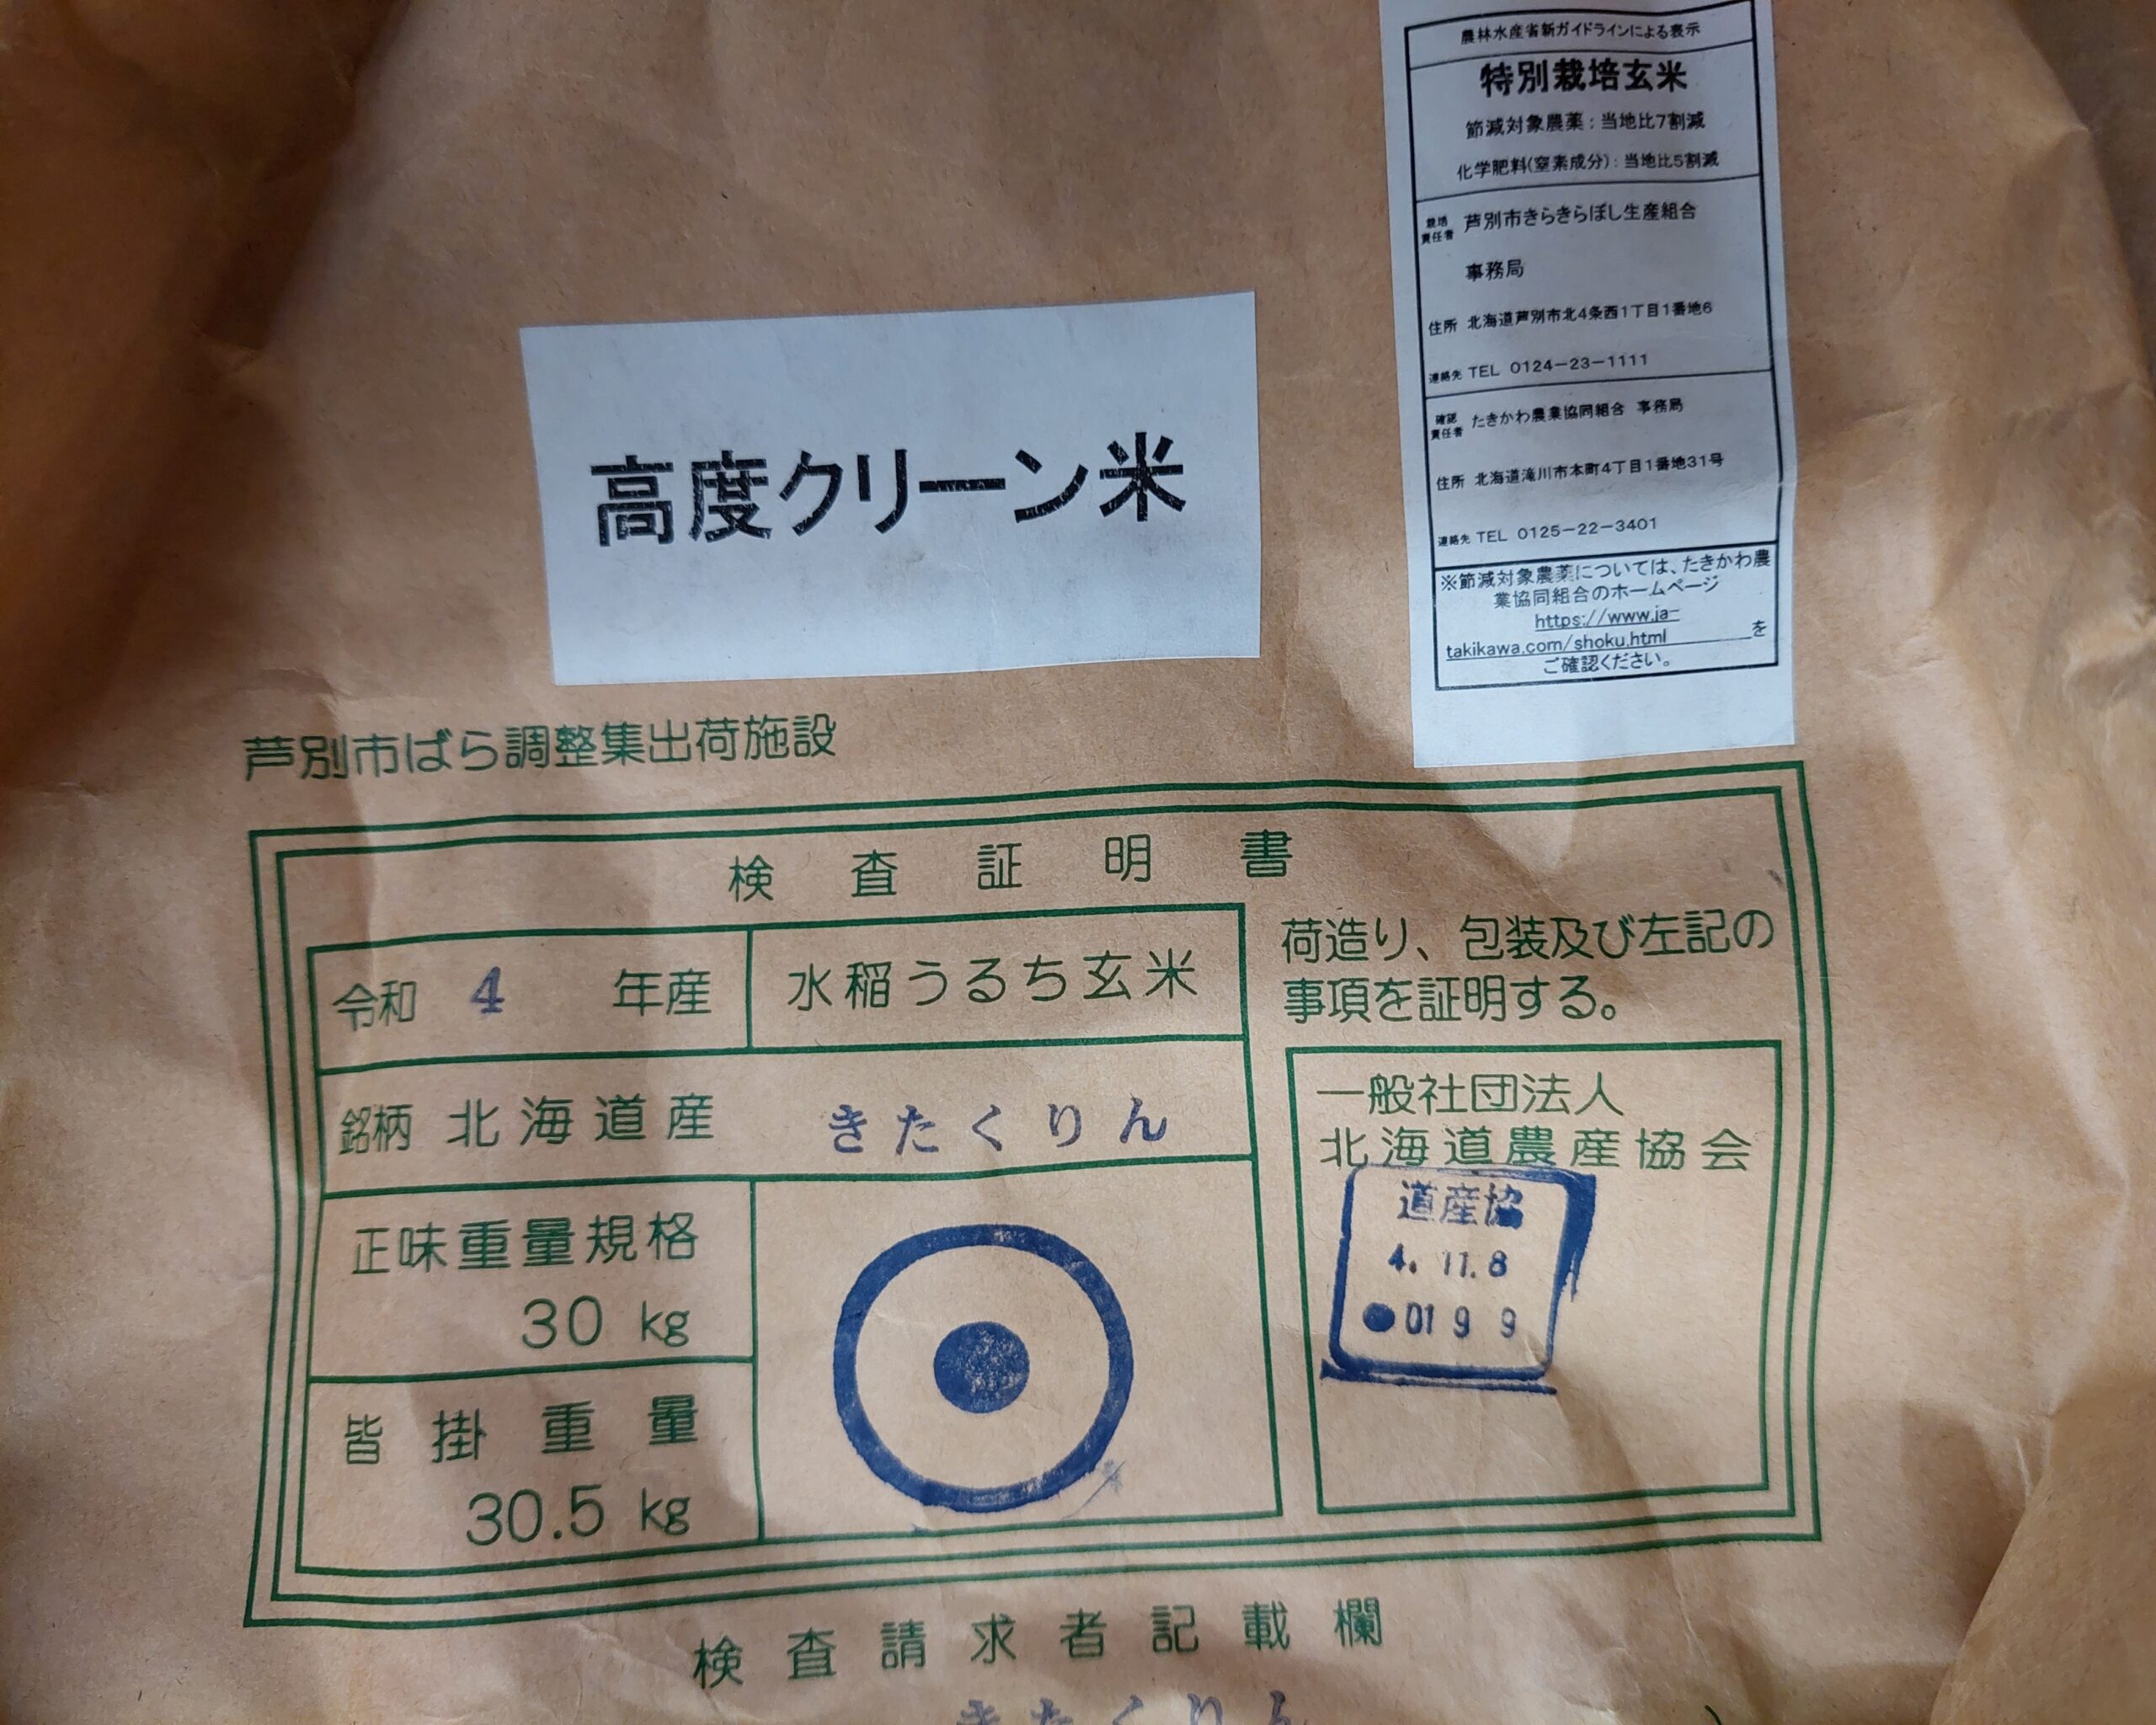 農林水産省新ガイドラインによる表示
特別栽培玄米
節減対象農薬：当地比7割減
化学肥料(窒素成分)：当地比5割減
栽培
責任者
芦別市きらきらぼし生産組合
事務局
住所 北海道芦別市北4条西1丁目1番地6
連絡先 TEL 0124-23-1111
確認
責任者
たきかわ農業協同組合 事務局
住所 北海道滝川市本町4丁目1番地31号
連絡先 TEL 0125-22-3401
※節減対象農薬については、たきかわ農
業協同組合のホームページ
https://www.ja-
takikawa.com/shoku.html を
ご確認ください。
高度クリーン米
芦別市ばら調整集出荷施設
検査証明書
令和 4 年産
水稲うるち玄米
銘柄 北海道産 きたくりん
正味重量規格
30 kg
皆掛重量
30.5 kg
荷造り、包装及び左記の
事項を証明する。
一般社団法人
北海道農産協会
道産協
4. 11. 8
●01 9 9
検査請求者記載欄
きたくりん